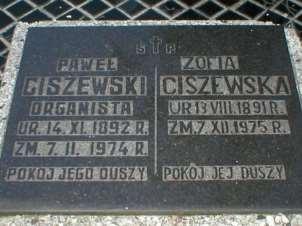 S P
PAWEŁ
CISZEWSKI
ORGANISTA
UR. 14 XI. 1892 R.
ZM. 7. II. 1974 R.
POKÓJ JEGO DUSZY
ZOFIA
CISZEWSKA
UR. 13 VIII. 1891 R.
ZM. 7 XII. 1975 R.
POKÓJ JEJ DUSZY